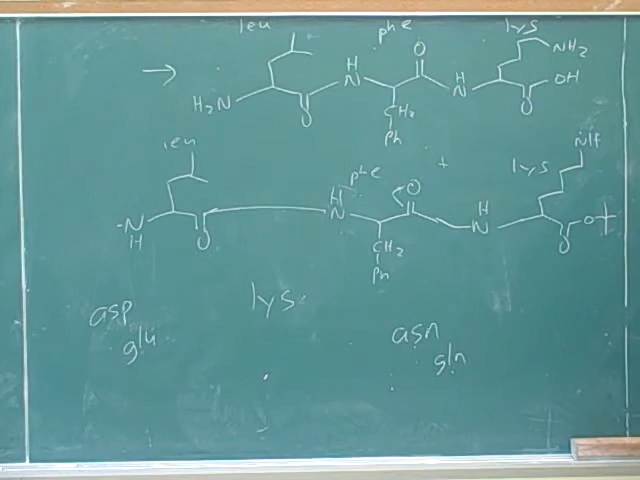 leu phe lys
→ H₂N O H N CH₂ Ph O H N NH₂ OH O
leu phe + lys NH
-N H O H N CH₂ Ph O H N O O
asp lys asn
glu gln